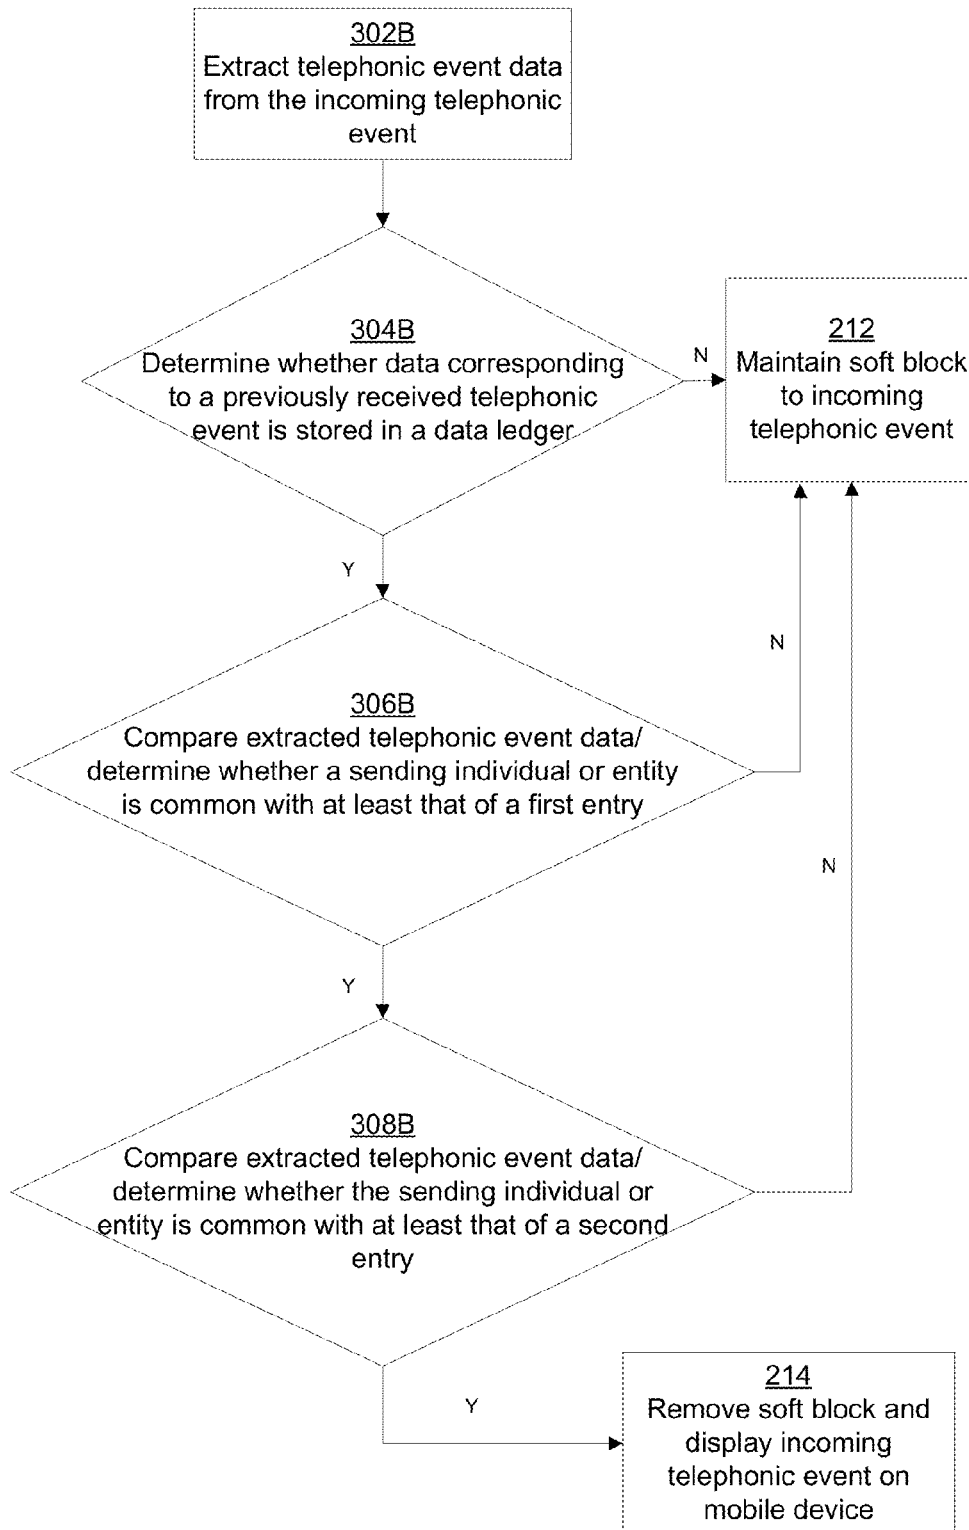 302B
Extract telephonic event data
from the incoming telephonic
event
304B
Determine whether data corresponding
to a previously received telephonic
event is stored in a data ledger
N
212
Maintain soft block
to incoming
telephonic event
Y
N
306B
Compare extracted telephonic event data/
determine whether a sending individual or entity
is common with at least that of a first entry
N
Y
308B
Compare extracted telephonic event data/
determine whether the sending individual or
entity is common with at least that of a second
entry
Y
214
Remove soft block and
display incoming
telephonic event on
mobile device